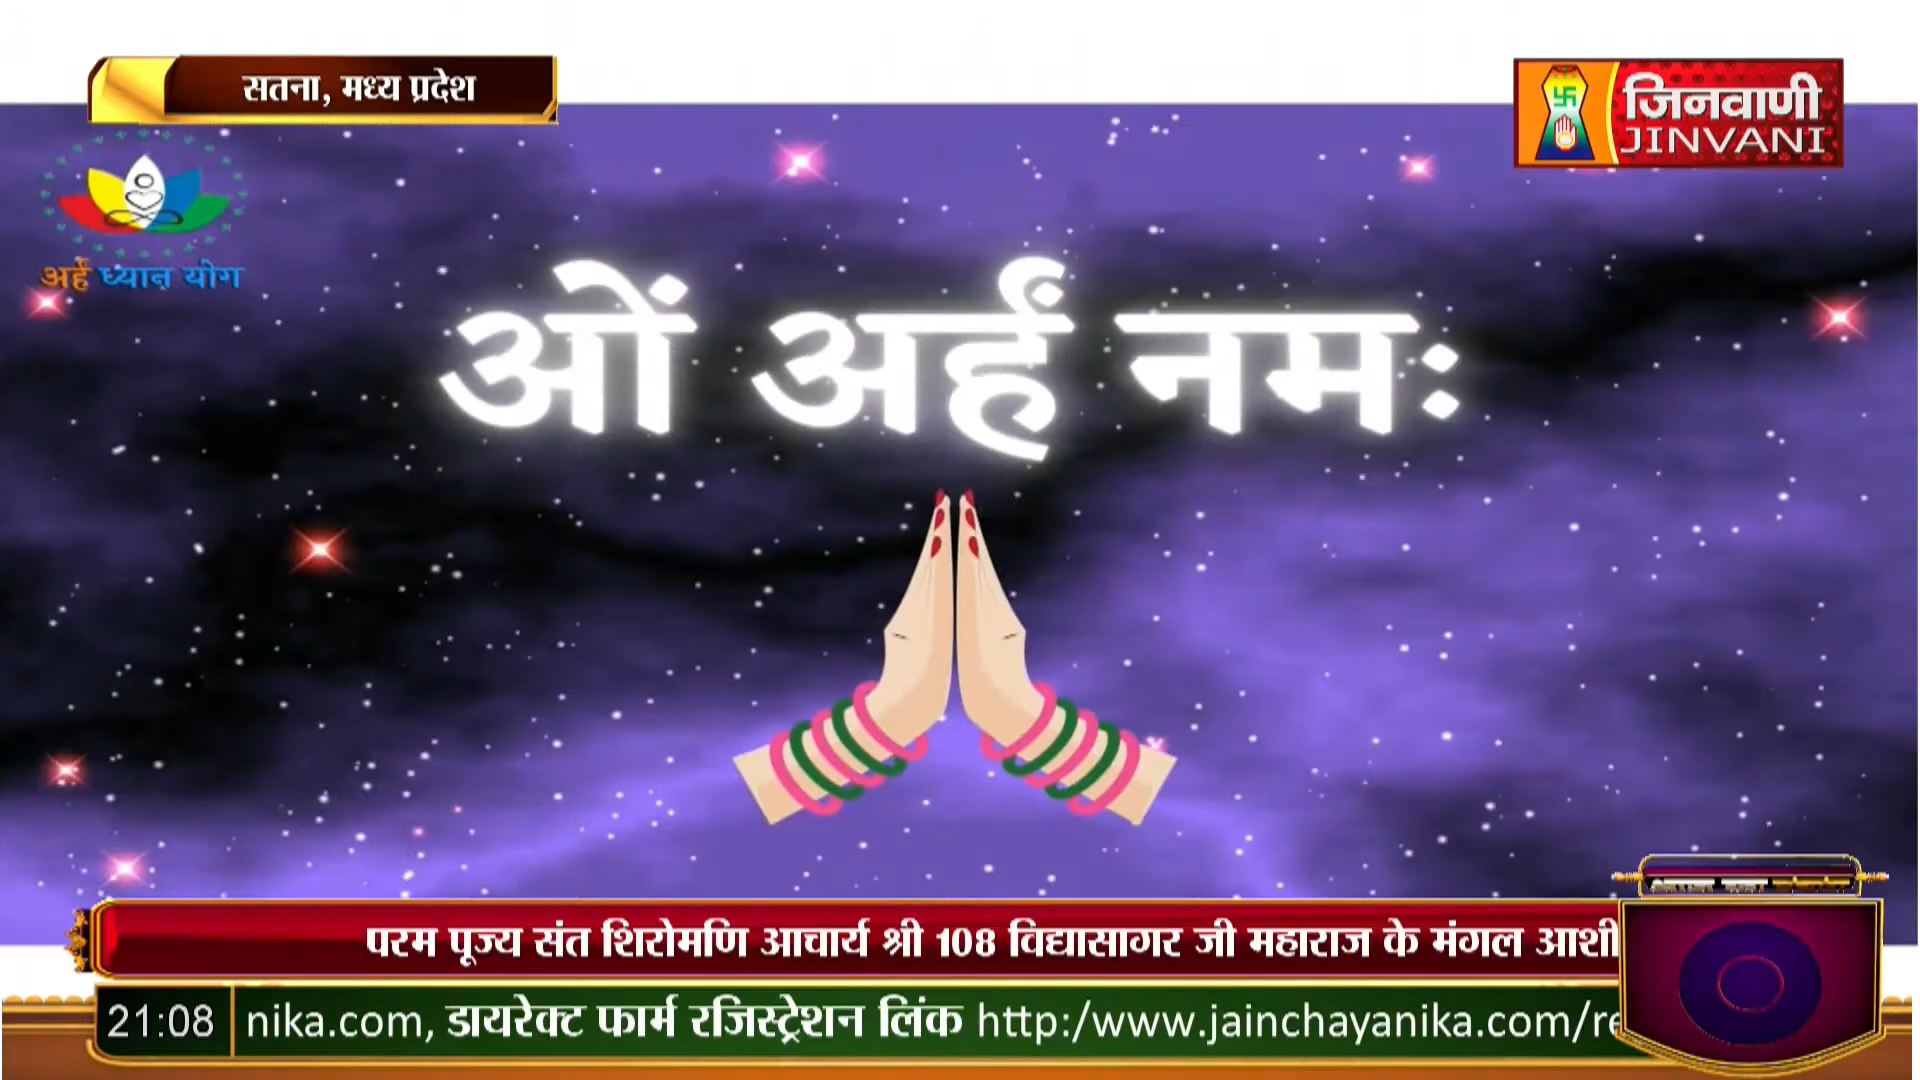 सतना, मध्य प्रदेश
जिनवाणी
JINVANI
अर्हं ध्यान योग
ओं अर्हं नमः
परम पूज्य संत शिरोमणि आचार्य श्री 108 विद्यासागर जी महाराज के मंगल आशी
21:08 nika.com, डायरेक्ट फार्म रजिस्ट्रेशन लिंक http:/www.jainchayanika.com/re